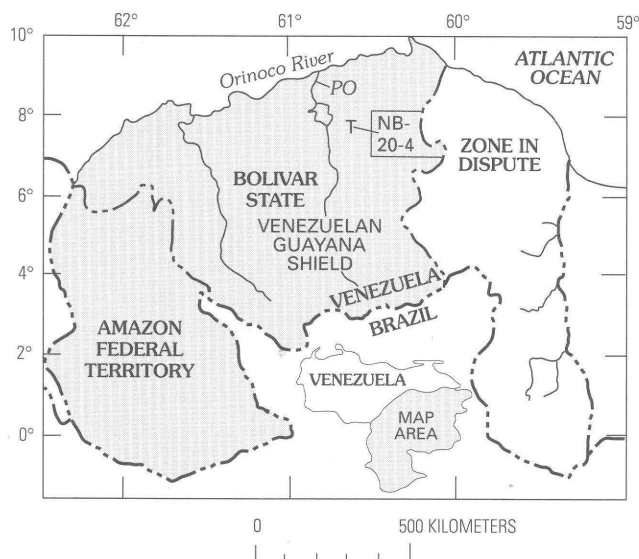 62°
61°
60°
59°
10°
8°
6°
4°
2°
0°
Orinoco River
PO
ATLANTIC
OCEAN
T
NB-
20-4
ZONE IN
DISPUTE
BOLIVAR
STATE
VENEZUELAN
GUAYANA
SHIELD
VENEZUELA
BRAZIL
AMAZON
FEDERAL
TERRITORY
VENEZUELA
MAP
AREA
0
500 KILOMETERS